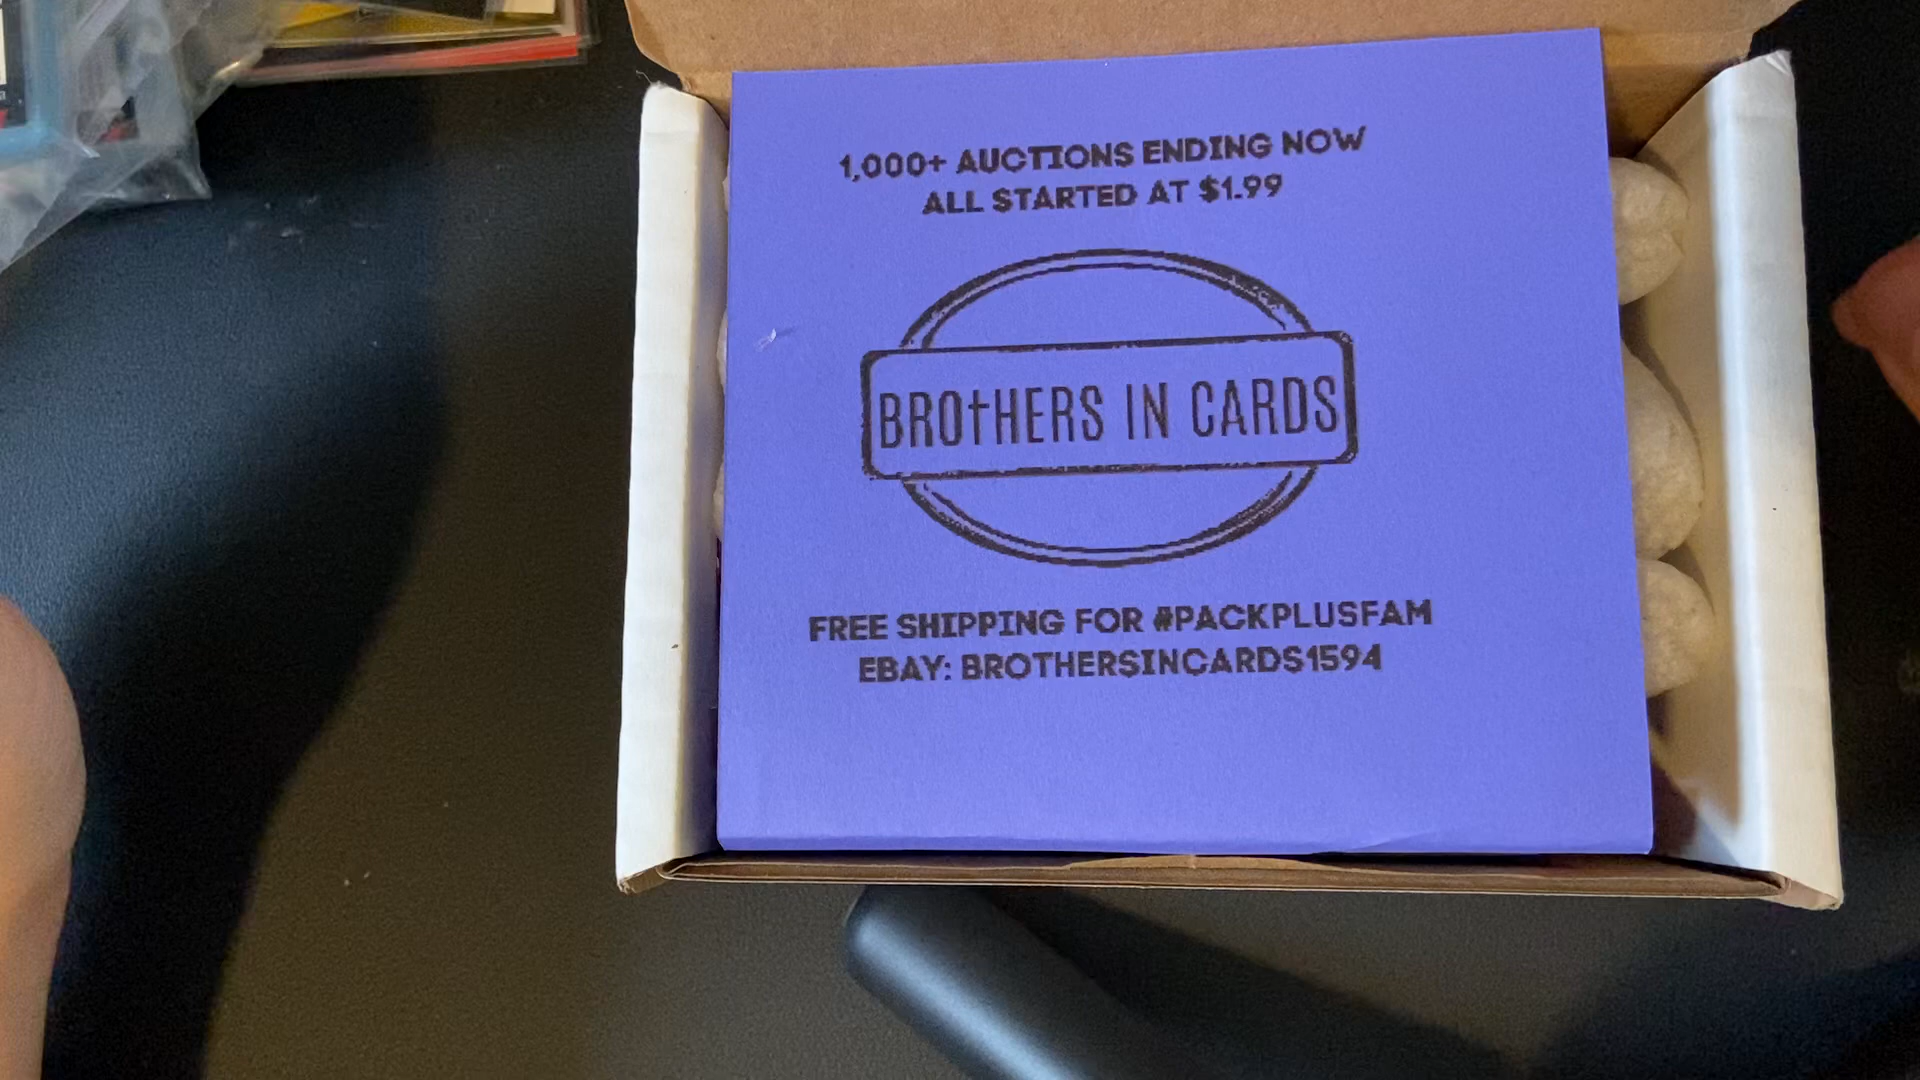 1,000+ AUCTIONS ENDING NOW
ALL STARTED AT $1.99
BROTHERS IN CARDS
FREE SHIPPING FOR #PACKPLUSFAM
EBAY: BROTHERSINCARDS1594